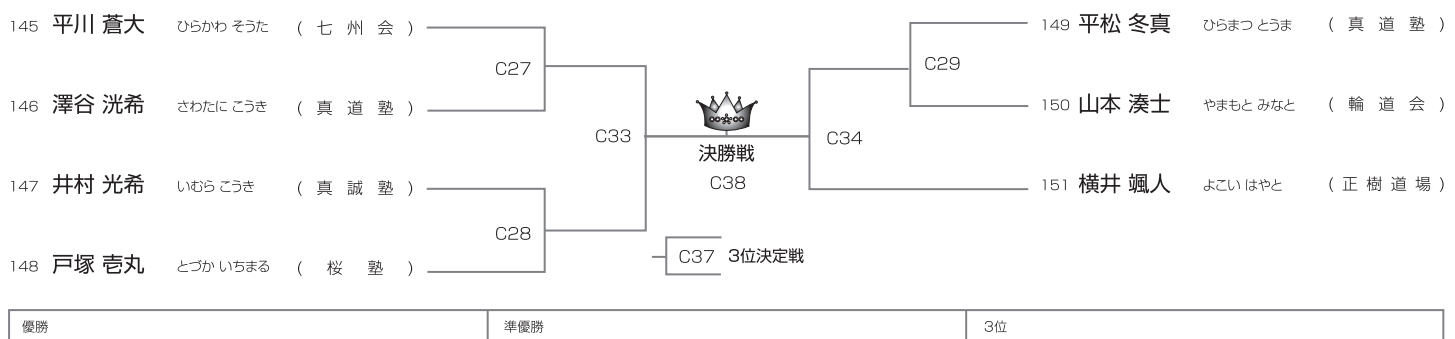 145 平川 蒼大 ひらかわ そうた ( 七 州 会 )
C27
146 澤谷 洸希 さわたに こうき ( 真 道 塾 )
C33
147 井村 光希 いむら こうき ( 真 誠 塾 )
C28
148 戸塚 壱丸 とづか いちまる ( 桜 塾 )
決勝戦
C38
C37 3位決定戦
149 平松 冬真 ひらまつ とうま ( 真 道 塾 )
C29
150 山本 湊士 やまもと みなと ( 輪 道 会 )
C34
151 横井 颯人 よこい はやと ( 正 樹 道 場 )
優勝 準優勝 3位